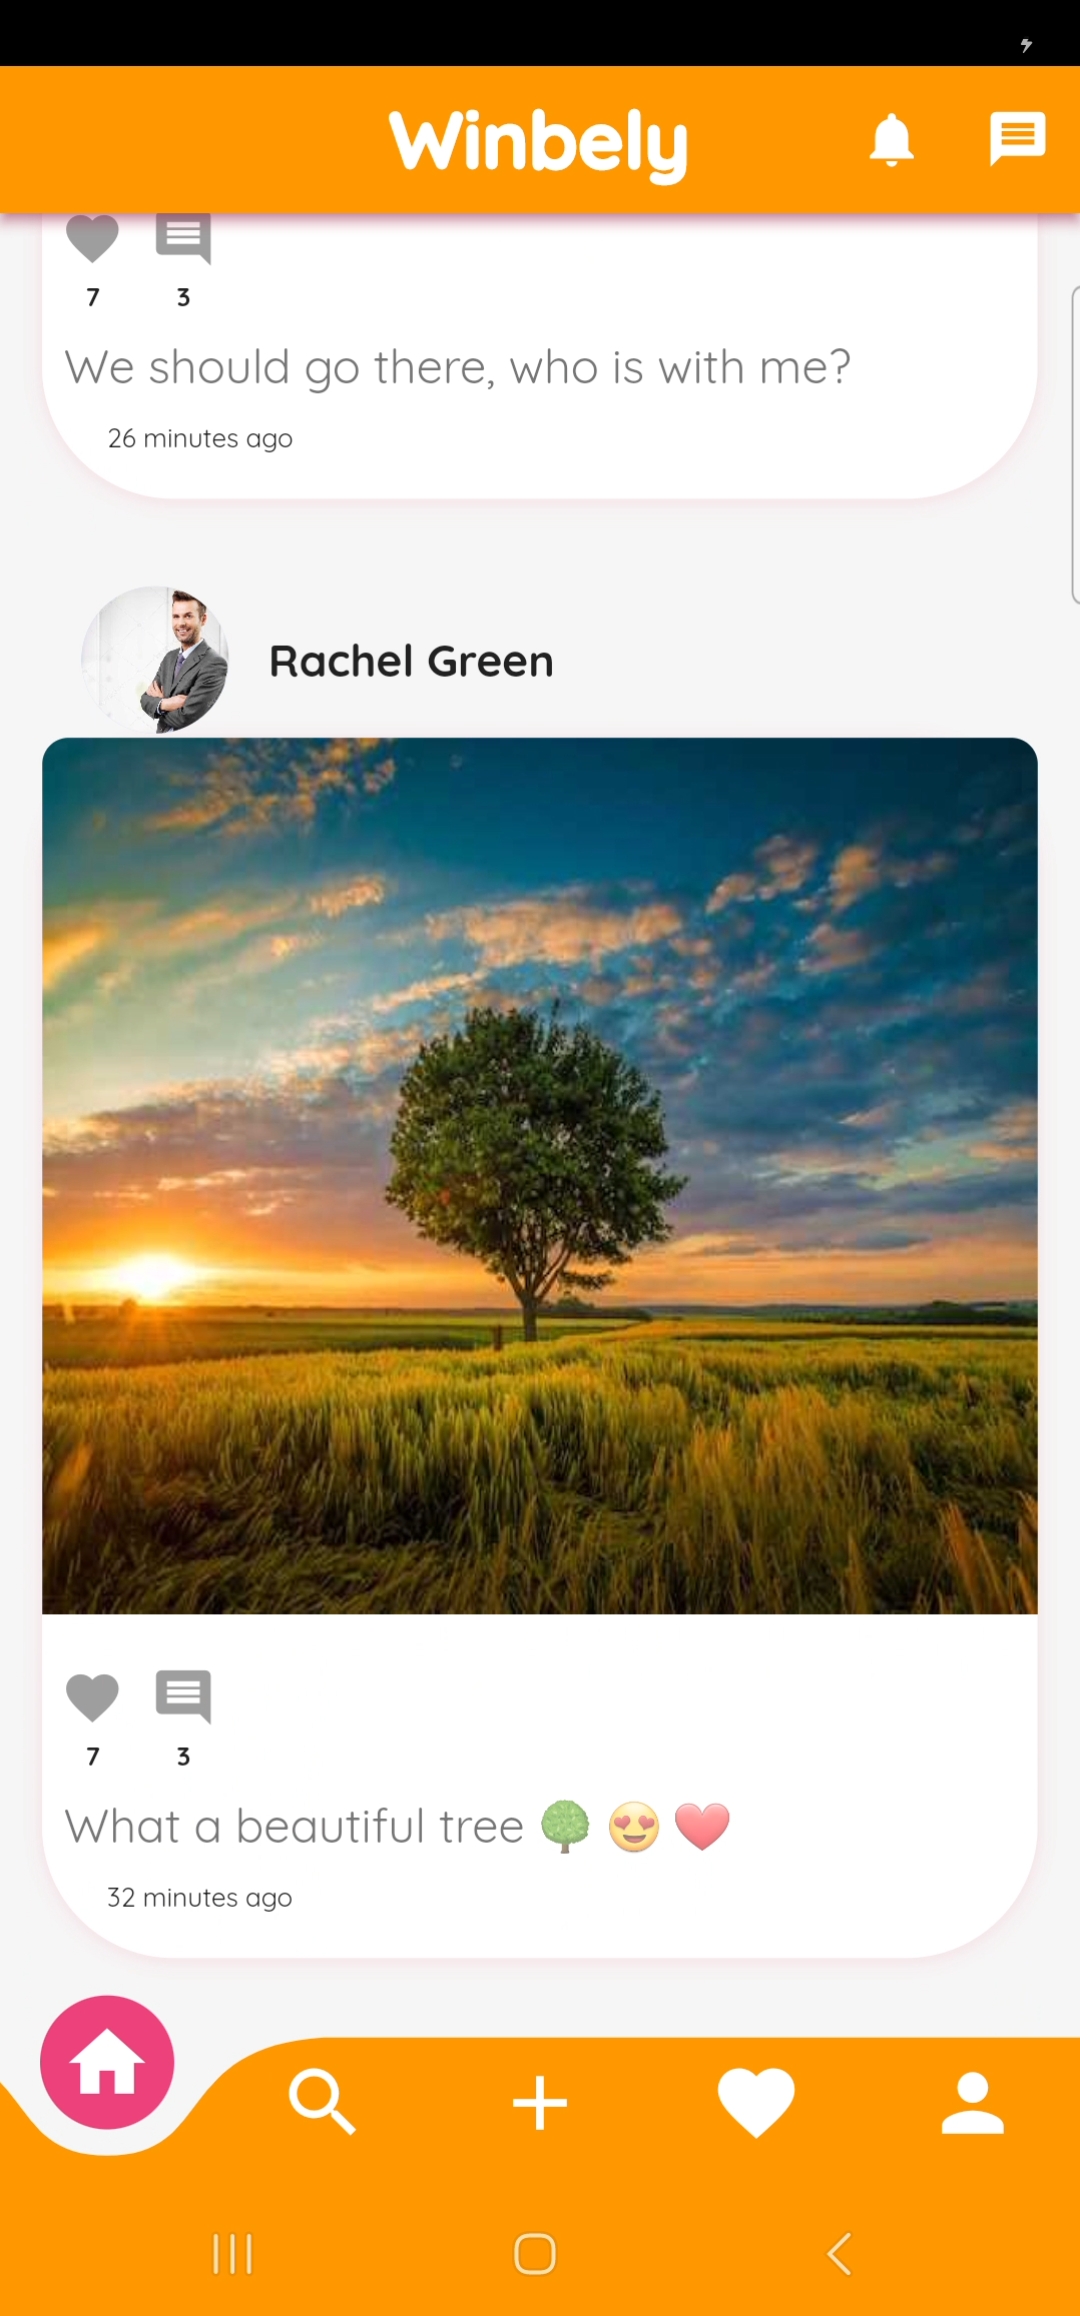 Winbely
7 3
We should go there, who is with me?
26 minutes ago
Rachel Green
7 3
What a beautiful tree 🌳 😍 ❤️
32 minutes ago